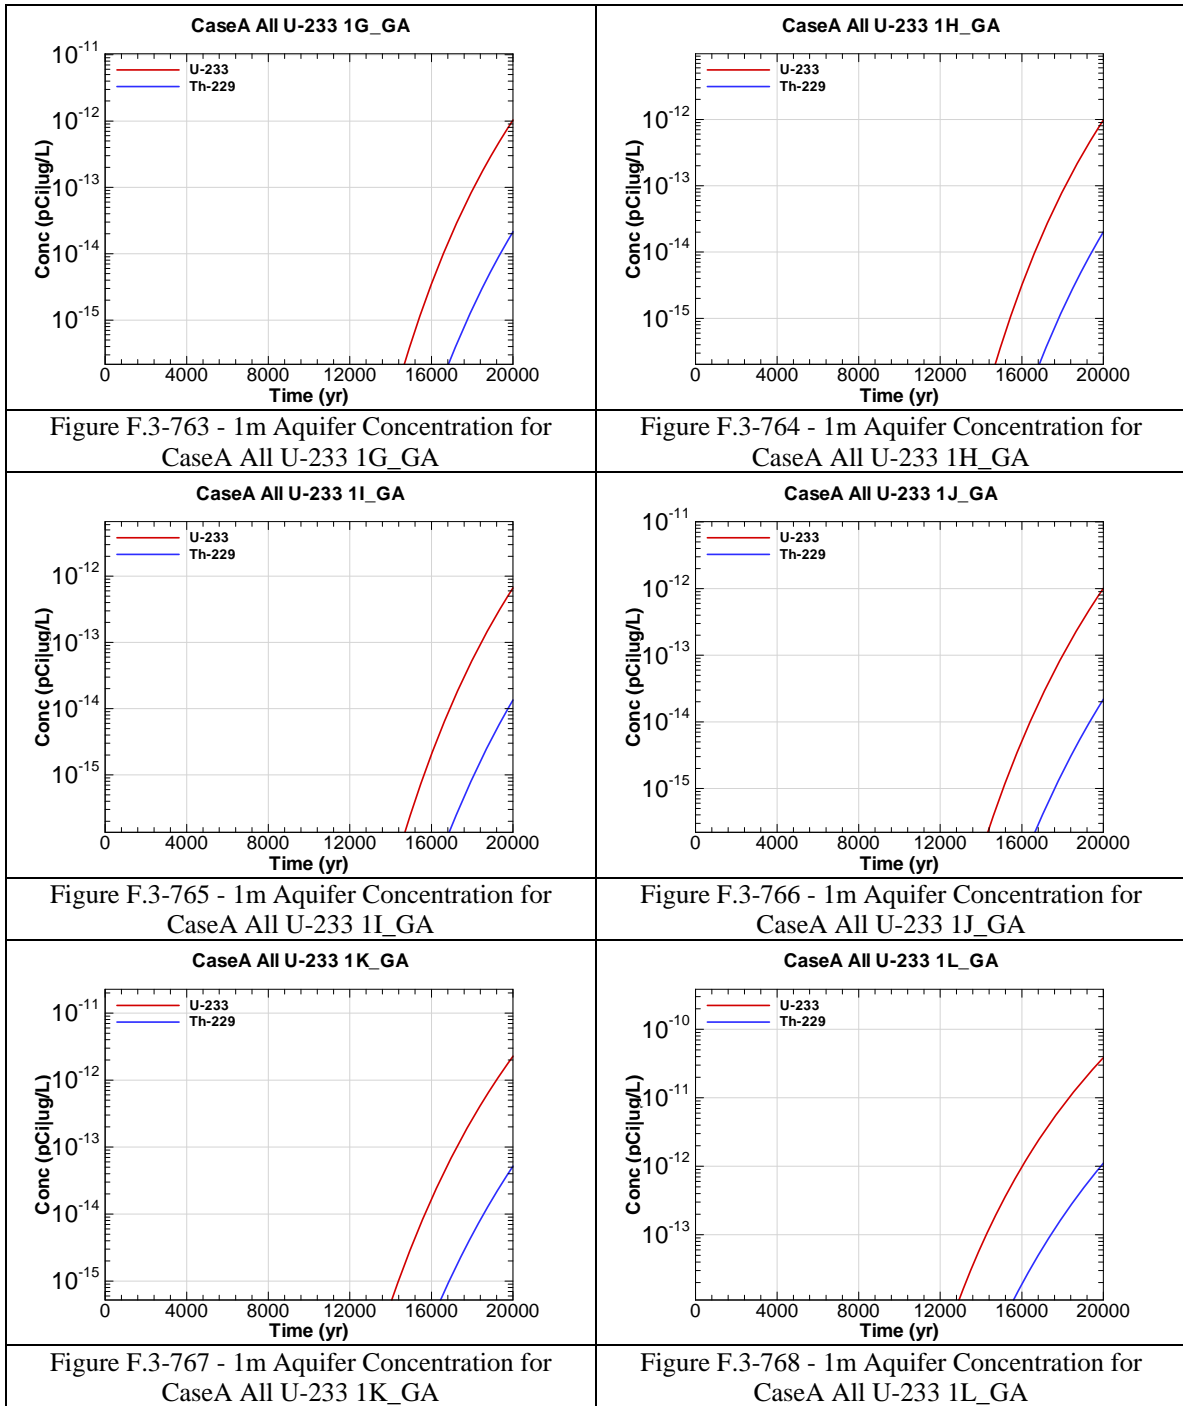 CaseA All U-233 1G_GA
U-233
Th-229
10-11
10-12
10-13
10-14
10-15
Conc (pCi|ug/L)
0 4000 8000 12000 16000 20000
Time (yr)
Figure F.3-763 - 1m Aquifer Concentration for
CaseA All U-233 1G_GA
CaseA All U-233 1H_GA
U-233
Th-229
10-12
10-13
10-14
10-15
Conc (pCi|ug/L)
0 4000 8000 12000 16000 20000
Time (yr)
Figure F.3-764 - 1m Aquifer Concentration for
CaseA All U-233 1H_GA
CaseA All U-233 1I_GA
U-233
Th-229
10-12
10-13
10-14
10-15
Conc (pCi|ug/L)
0 4000 8000 12000 16000 20000
Time (yr)
Figure F.3-765 - 1m Aquifer Concentration for
CaseA All U-233 1I_GA
CaseA All U-233 1J_GA
U-233
Th-229
10-11
10-12
10-13
10-14
10-15
Conc (pCi|ug/L)
0 4000 8000 12000 16000 20000
Time (yr)
Figure F.3-766 - 1m Aquifer Concentration for
CaseA All U-233 1J_GA
CaseA All U-233 1K_GA
U-233
Th-229
10-11
10-12
10-13
10-14
10-15
Conc (pCi|ug/L)
0 4000 8000 12000 16000 20000
Time (yr)
Figure F.3-767 - 1m Aquifer Concentration for
CaseA All U-233 1K_GA
CaseA All U-233 1L_GA
U-233
Th-229
10-10
10-11
10-12
10-13
Conc (pCi|ug/L)
0 4000 8000 12000 16000 20000
Time (yr)
Figure F.3-768 - 1m Aquifer Concentration for
CaseA All U-233 1L_GA